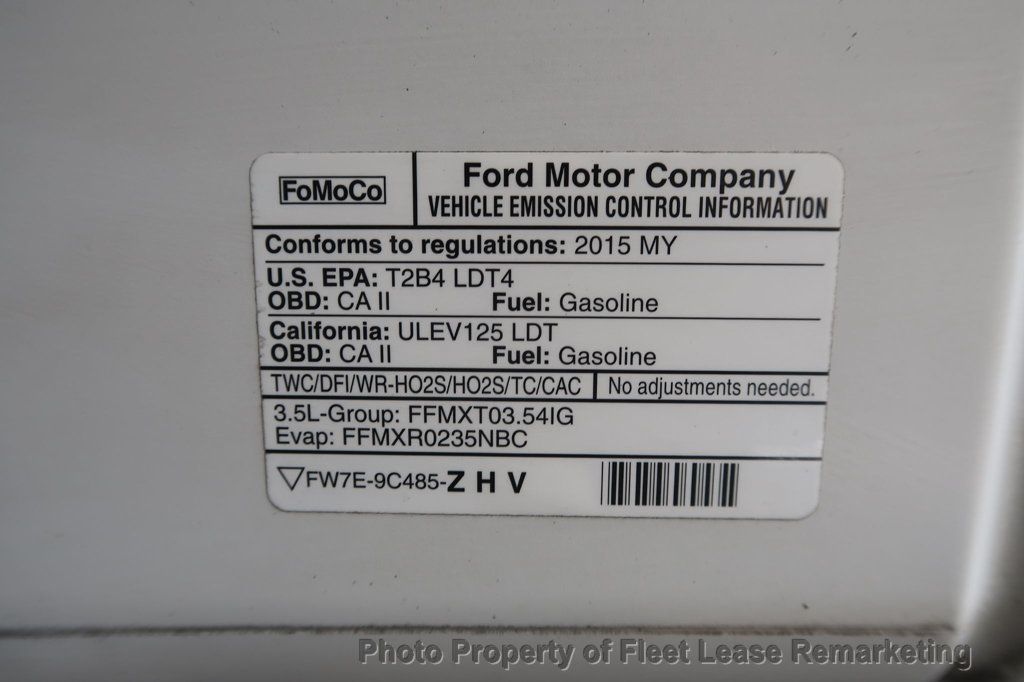 FoMoCo
Ford Motor Company
VEHICLE EMISSION CONTROL INFORMATION
Conforms to regulations: 2015 MY
U.S. EPA: T2B4 LDT4
OBD: CA II Fuel: Gasoline
California: ULEV125 LDT
OBD: CA II Fuel: Gasoline
TWC/DFI/WR-HO2S/HO2S/TC/CAC No adjustments needed.
3.5L-Group: FFMXT03.54IG
Evap: FFMXR0235NBC
FW7E-9C485-Z H V
Photo Property of Fleet Lease Remarketing